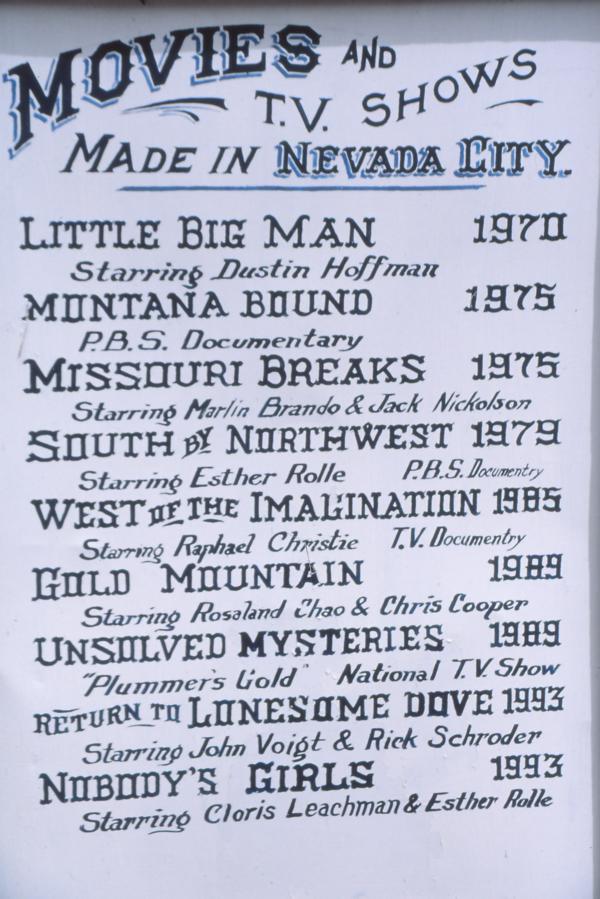 MOVIES AND
T.V. SHOWS
MADE IN NEVADA CITY.
LITTLE BIG MAN 1970
Starring Dustin Hoffman
MONTANA BOUND 1975
P.B.S. Documentary
MISSOURI BREAKS 1975
Starring Marlin Brando & Jack Nickolson
SOUTH BY NORTHWEST 1979
Starring Esther Rolle P.B.S. Documentry
WEST OF THE IMAGINATION 1985
Starring Raphael Christie T.V. Documentry
GOLD MOUNTAIN 1989
Starring Rosaland Chao & Chris Cooper
UNSOLVED MYSTERIES 1989
"Plummer's Gold" National T.V. Show
RETURN TO LONESOME DOVE 1993
Starring John Voigt & Rick Schroder
NOBODY'S GIRLS 1993
Starring Cloris Leachman & Esther Rolle